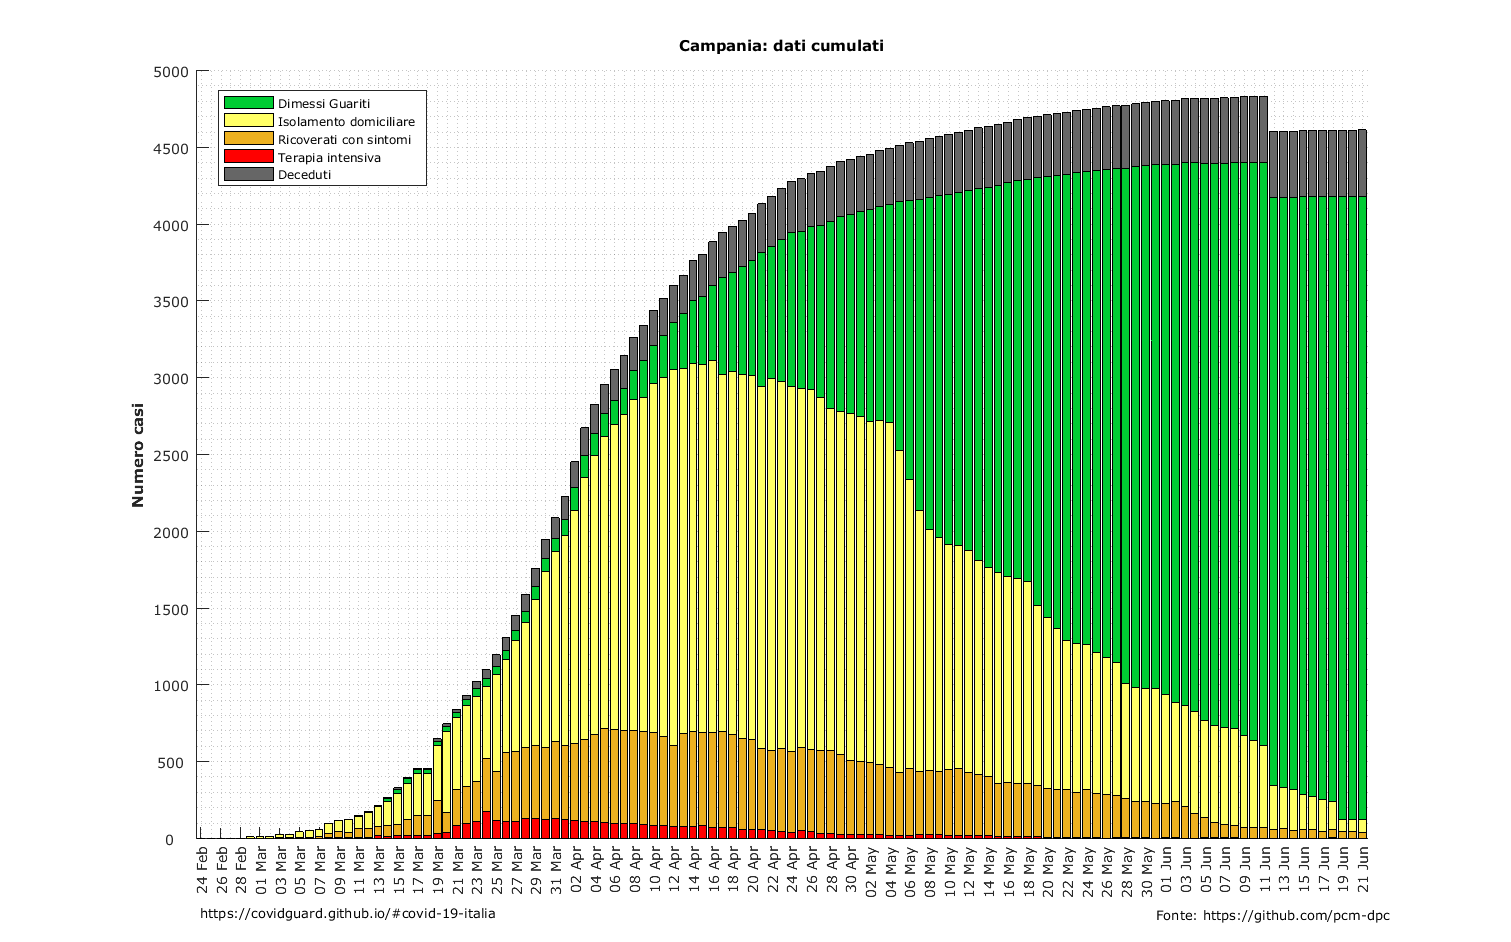 Campania: dati cumulati
5000
4500
4000
3500
3000
2500
2000
1500
1000
500
0
Numero casi
Dimessi Guariti
Isolamento domiciliare
Ricoverati con sintomi
Terapia intensiva
Deceduti
24 Feb
26 Feb
28 Feb
01 Mar
03 Mar
05 Mar
07 Mar
09 Mar
11 Mar
13 Mar
15 Mar
17 Mar
19 Mar
21 Mar
23 Mar
25 Mar
27 Mar
29 Mar
31 Mar
02 Apr
04 Apr
06 Apr
08 Apr
10 Apr
12 Apr
14 Apr
16 Apr
18 Apr
20 Apr
22 Apr
24 Apr
26 Apr
28 Apr
30 Apr
02 May
04 May
06 May
08 May
10 May
12 May
14 May
16 May
18 May
20 May
22 May
24 May
26 May
28 May
30 May
01 Jun
03 Jun
05 Jun
07 Jun
09 Jun
11 Jun
13 Jun
15 Jun
17 Jun
19 Jun
21 Jun
https://covidguard.github.io/#covid-19-italia
Fonte: https://github.com/pcm-dpc